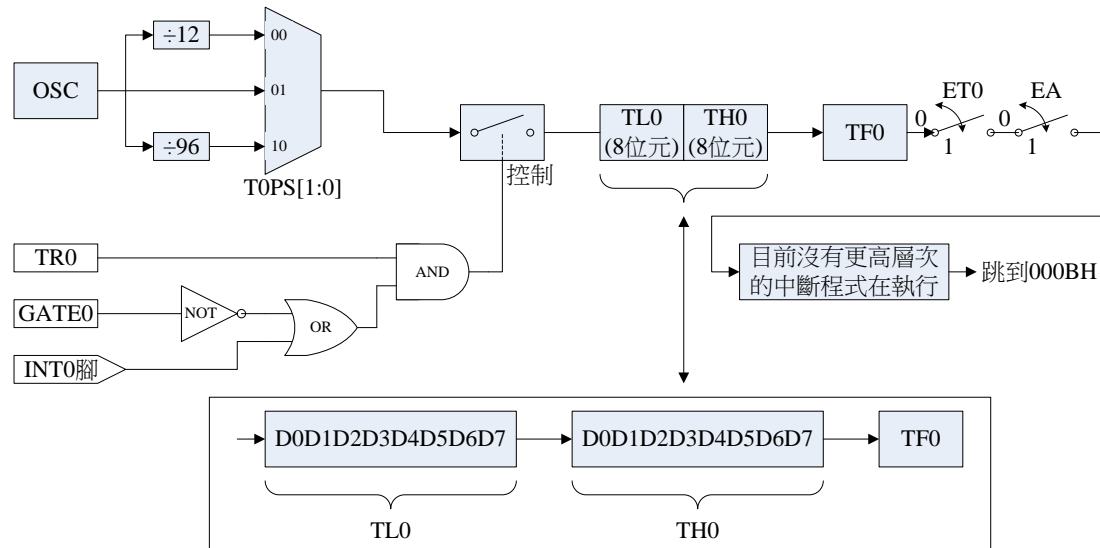 ÷12
00
OSC
01
÷96
10
T0PS[1:0]
控制
TL0
(8位元)
TH0
(8位元)
TF0
ET0
0
1
EA
0
1
TR0
AND
GATE0
NOT
OR
INT0腳
目前沒有更高層次
的中斷程式在執行
跳到000BH
D0D1D2D3D4D5D6D7
D0D1D2D3D4D5D6D7
TF0
TL0
TH0